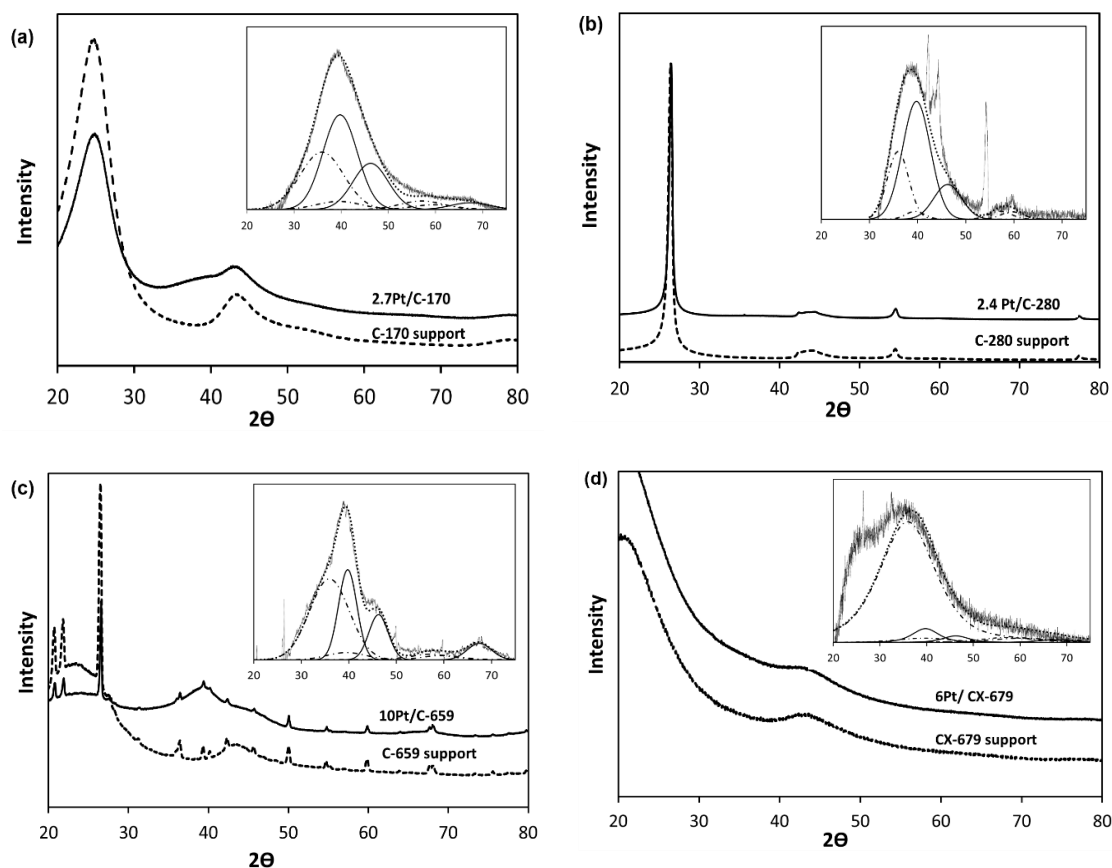 (a)
Intensity
20 30 40 50 60 70
2.7Pt/C-170
C-170 support
20 30 40 50 60 70 80
2Ө
(b)
Intensity
20 30 40 50 60 70
2.4 Pt/C-280
C-280 support
20 30 40 50 60 70 80
2Ө
(c)
Intensity
20 30 40 50 60 70
10Pt/C-659
C-659 support
20 30 40 50 60 70 80
2Ө
(d)
Intensity
20 30 40 50 60 70
6Pt/ CX-679
CX-679 support
20 30 40 50 60 70 80
2Ө